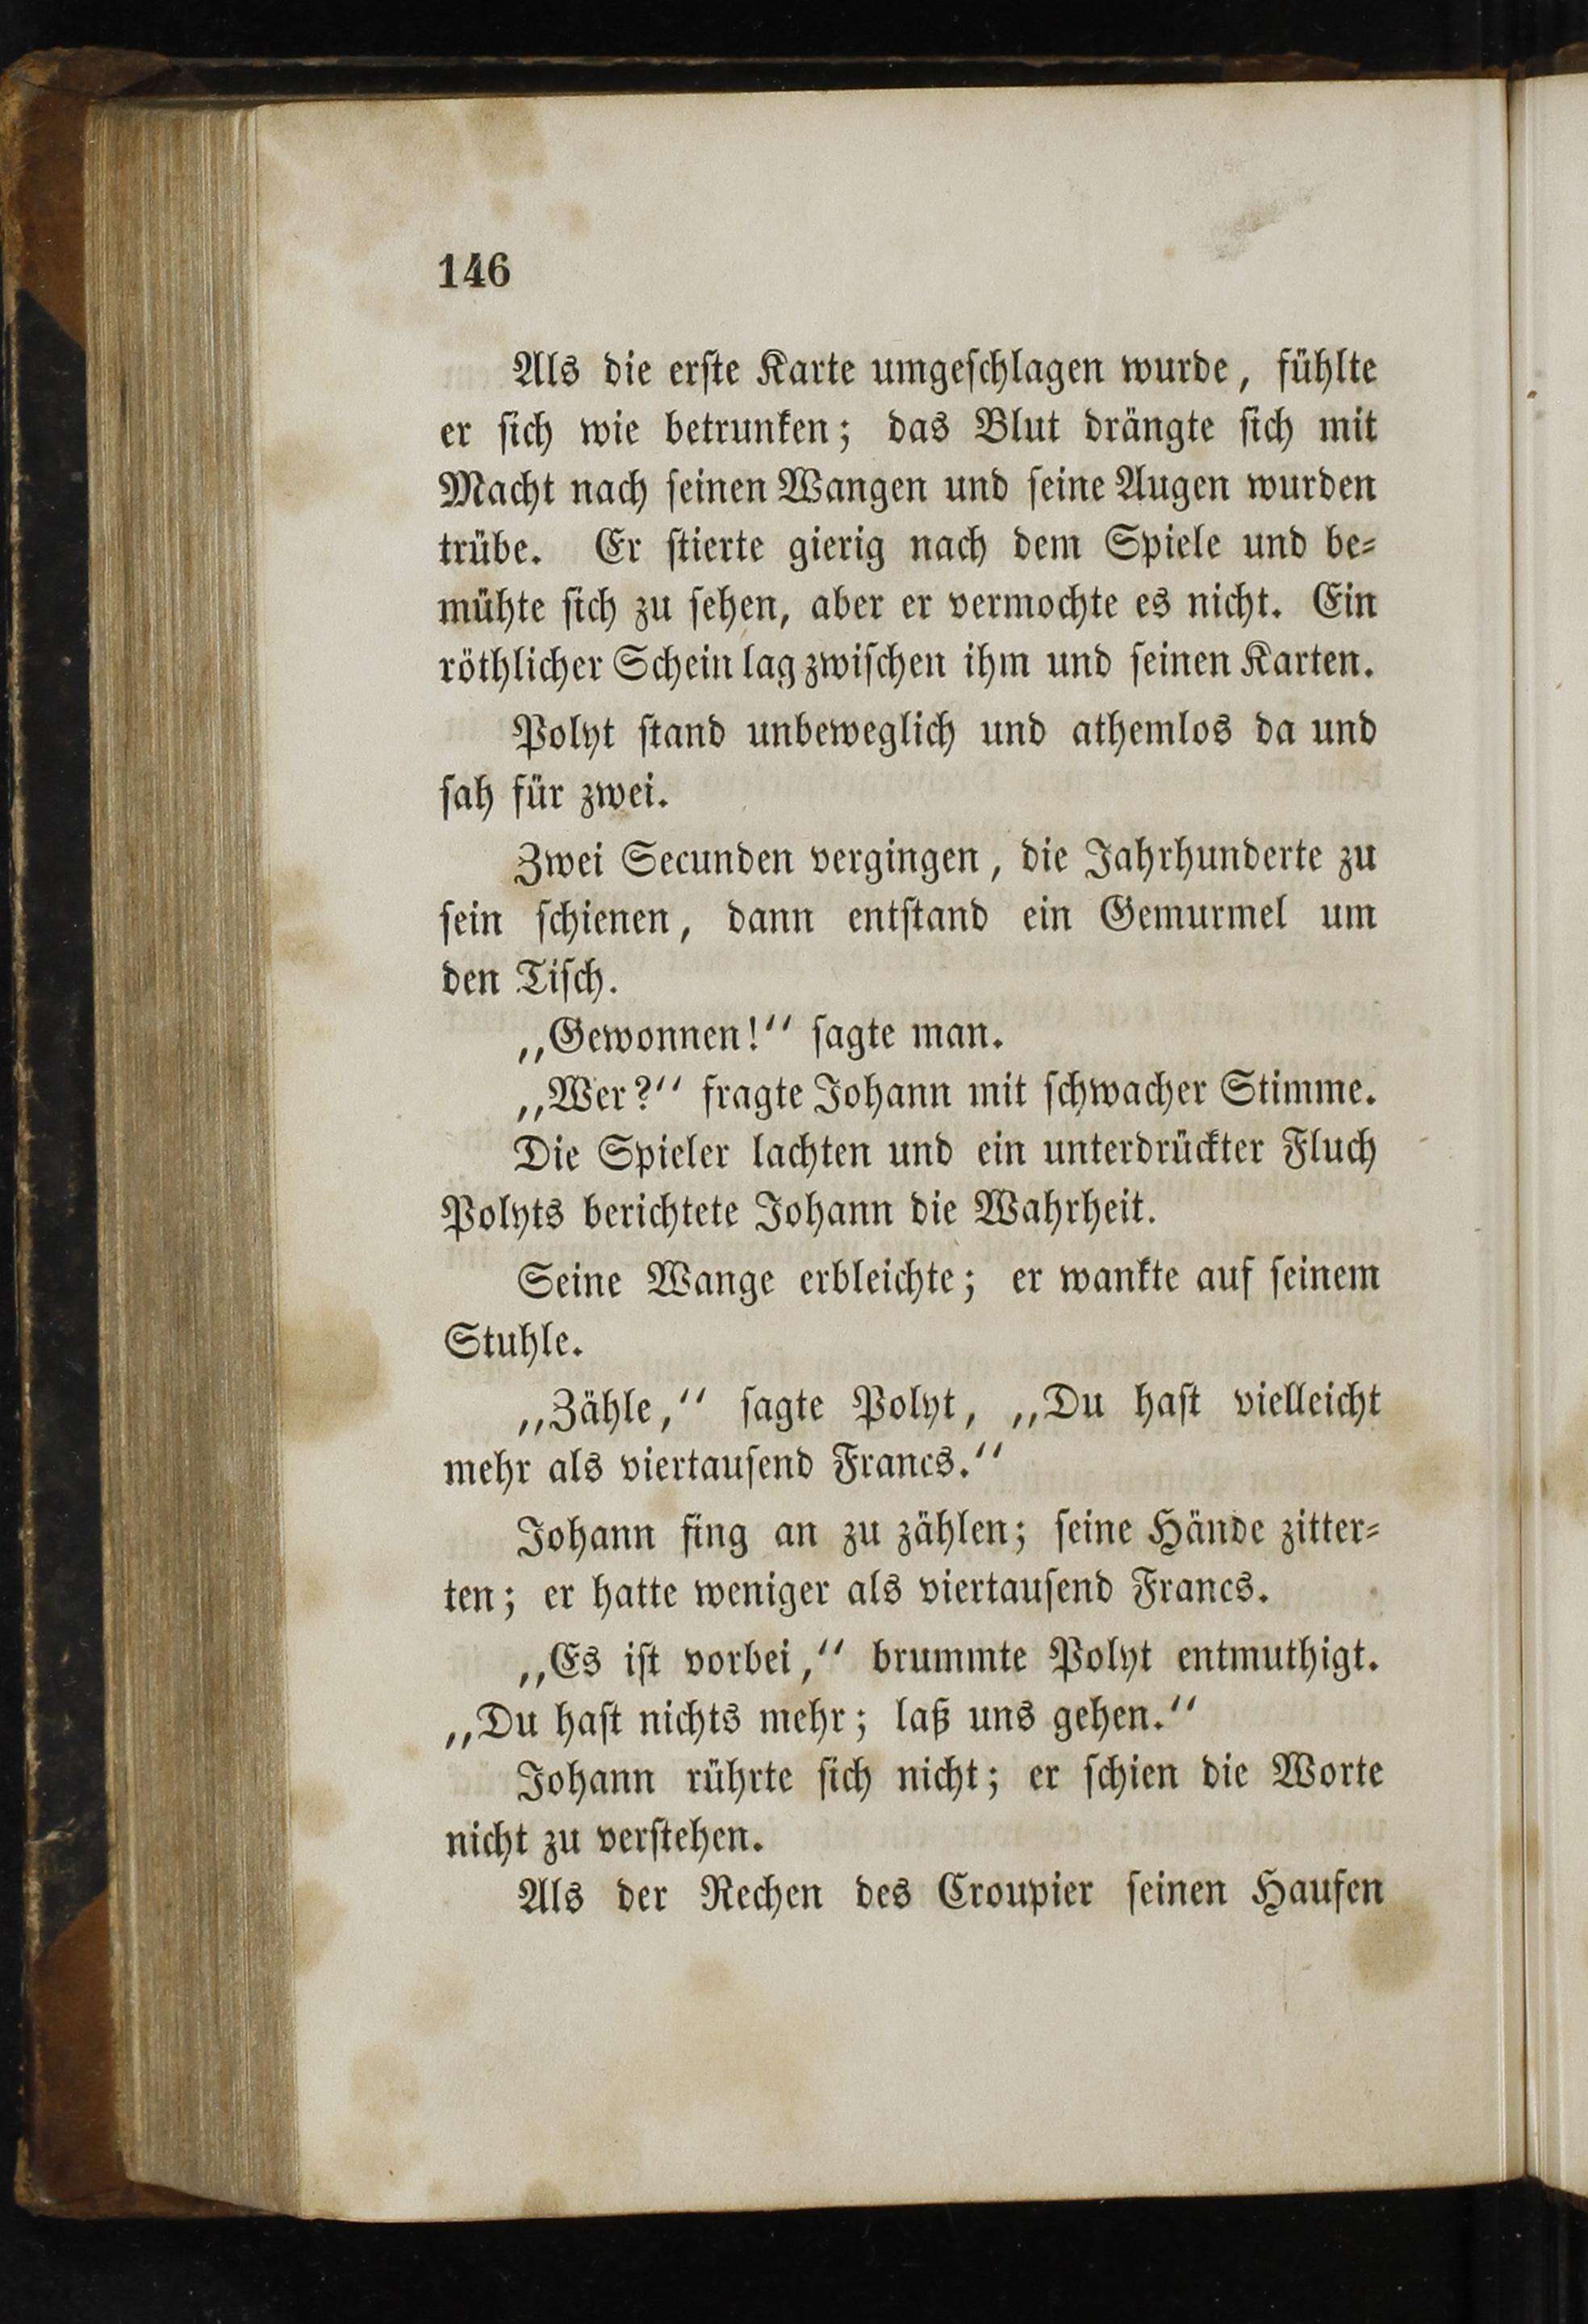 146
Als die erſte Karte umgeſchlagen wurde, fühlte
er ſich wie betrunken; das Blut drängte ſich mit
Macht nach ſeinen Wangen und ſeine Augen wurden
trübe. Er ſtierte gierig nach dem Spiele und be⸗
mühte ſich zu ſehen, aber er vermochte es nicht. Ein
röthlicher Schein lag zwiſchen ihm und ſeinen Karten.
Polyt ſtand unbeweglich und athemlos da und
ſah für zwei.
Zwei Secunden vergingen, die Jahrhunderte zu
ſein ſchienen, dann entſtand ein Gemurmel um
den Tiſch.
„Gewonnen!“ ſagte man.
„Wer?“ fragte Johann mit ſchwacher Stimme.
Die Spieler lachten und ein unterdrückter Fluch
Polyts berichtete Johann die Wahrheit.
Seine Wange erbleichte; er wankte auf ſeinem
Stuhle.
„Zähle,“ ſagte Polyt, „Du haſt vielleicht
mehr als viertauſend Francs.“
Johann fing an zu zählen; ſeine Hände zitter⸗
ten; er hatte weniger als viertauſend Francs.
„Es iſt vorbei,“ brummte Polyt entmuthigt.
„Du haſt nichts mehr; laß uns gehen.“
Johann rührte ſich nicht; er ſchien die Worte
nicht zu verſtehen.
Als der Rechen des Croupier ſeinen Haufen